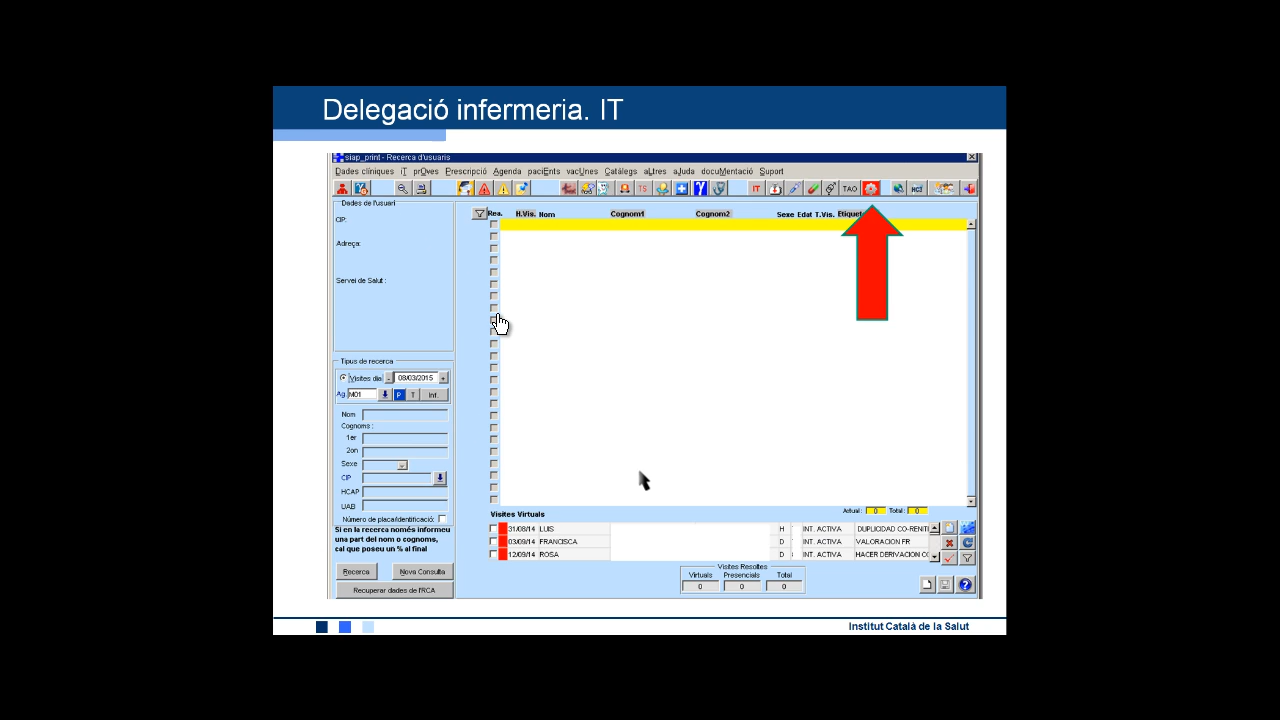 Delegació infermeria. IT
siap_print - Recerca d'usuaris
Dades clíniques iT prOves Prescripció Agenda paciEnts vacUnes Catàlegs aLtres aJuda docuMentació Suport
TS IT TAO HC3
Dades de l'usuari
CIP:
Adreça:
Servei de Salut :
Rea. H.Vis. Nom Cognom1 Cognom2 Sexe Edat T.Vis. Etiquet
Tipus de recerca
Visites dia - 08/03/2015 +
Ag. M01 P T Inf.
Nom
Cognoms :
1er
2on
Sexe
CIP
HCAP
UAB
Número de placa/identificació:
Si en la recerca només informeu
una part del nom o cognoms,
cal que poseu un % al final
Recerca Nova Consulta
Recuperar dades de l'RCA
Actual : 0 Total : 0
Visites Virtuals
31/08/14 LUIS H INT. ACTIVA DUPLICIDAD CO-RENIT
03/09/14 FRANCISCA D INT. ACTIVA VALORACION FR
12/09/14 ROSA D INT. ACTIVA HACER DERIVACION CO
Visites Resoltes
Virtuals Presencials Total
0 0 0
Institut Català de la Salut